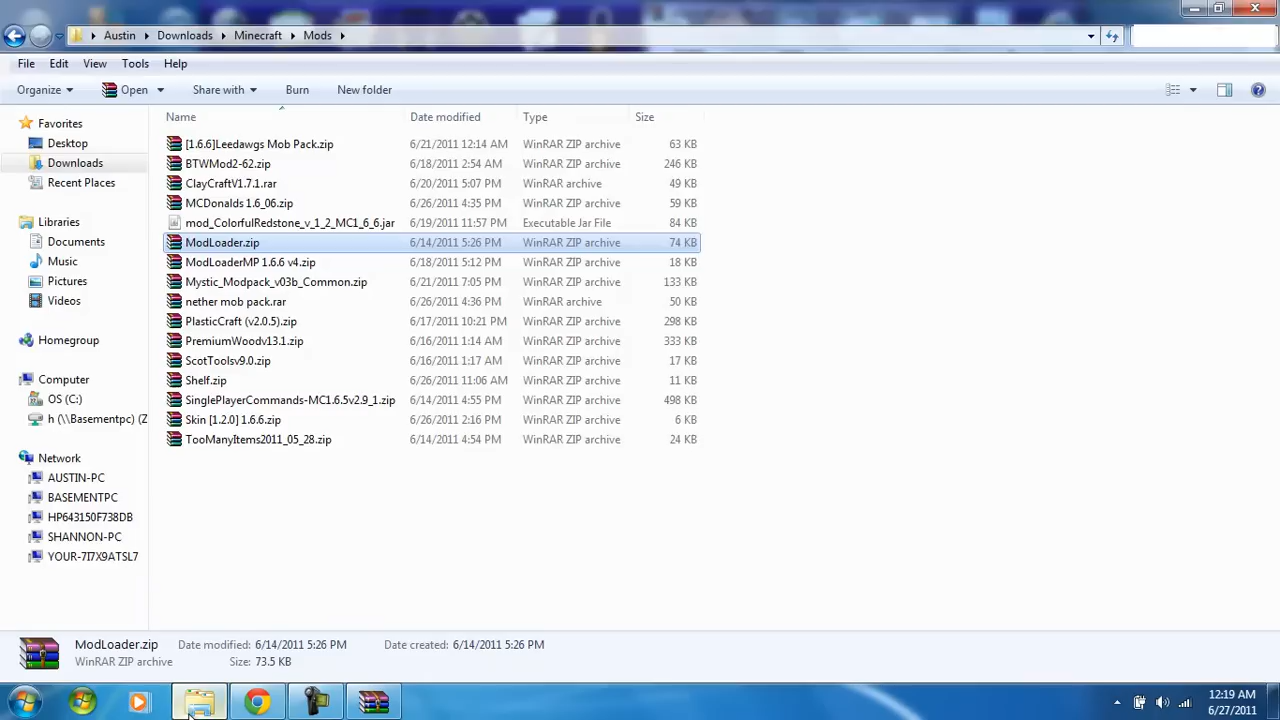 Austin Downloads Minecraft Mods
File Edit View Tools Help
Organize Open Share with Burn New folder
Name Date modified Type Size
Favorites
Desktop
Downloads
Recent Places
Libraries
Documents
Music
Pictures
Videos
Homegroup
Computer
OS (C:)
h (\\Basementpc) (Z
Network
AUSTIN-PC
BASEMENTPC
HP643150F738DB
SHANNON-PC
YOUR-7I7X9ATSL7
[1.6.6]Leedawgs Mob Pack.zip 6/21/2011 12:14 AM WinRAR ZIP archive 63 KB
BTWMod2-62.zip 6/18/2011 2:54 AM WinRAR ZIP archive 246 KB
ClayCraftV1.7.1.rar 6/20/2011 5:07 PM WinRAR archive 49 KB
MCDonalds 1.6_06.zip 6/26/2011 4:35 PM WinRAR ZIP archive 59 KB
mod_ColorfulRedstone_v_1_2_MC1_6_6.jar 6/19/2011 11:57 PM Executable Jar File 84 KB
ModLoader.zip 6/14/2011 5:26 PM WinRAR ZIP archive 74 KB
ModLoaderMP 1.6.6 v4.zip 6/18/2011 5:12 PM WinRAR ZIP archive 18 KB
Mystic_Modpack_v03b_Common.zip 6/21/2011 7:05 PM WinRAR ZIP archive 133 KB
nether mob pack.rar 6/26/2011 4:36 PM WinRAR archive 50 KB
PlasticCraft (v2.0.5).zip 6/17/2011 10:21 PM WinRAR ZIP archive 298 KB
PremiumWoodv13.1.zip 6/16/2011 1:14 AM WinRAR ZIP archive 333 KB
ScotToolsv9.0.zip 6/16/2011 1:17 AM WinRAR ZIP archive 17 KB
Shelf.zip 6/26/2011 11:06 AM WinRAR ZIP archive 11 KB
SinglePlayerCommands-MC1.6.5v2.9_1.zip 6/14/2011 4:55 PM WinRAR ZIP archive 498 KB
Skin [1.2.0] 1.6.6.zip 6/26/2011 2:16 PM WinRAR ZIP archive 6 KB
TooManyItems2011_05_28.zip 6/14/2011 4:54 PM WinRAR ZIP archive 24 KB
ModLoader.zip Date modified: 6/14/2011 5:26 PM Date created: 6/14/2011 5:26 PM
WinRAR ZIP archive Size: 73.5 KB
12:19 AM
6/27/2011